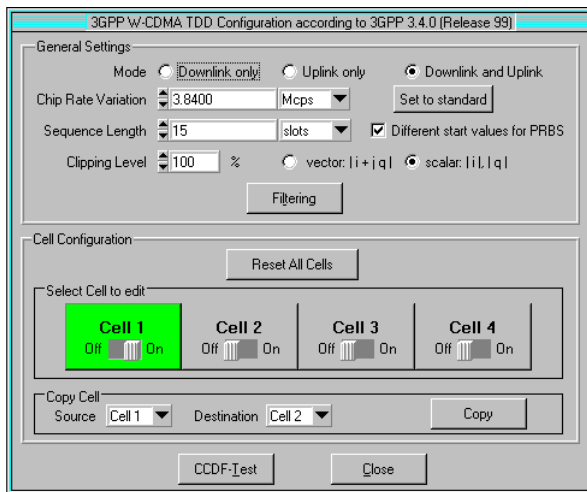 3GPP W-CDMA TDD Configuration according to 3GPP 3.4.0 (Release 99)
General Settings
Mode Downlink only Uplink only Downlink and Uplink
Chip Rate Variation 3.8400 Mcps Set to standard
Sequence Length 15 slots Different start values for PRBS
Clipping Level 100 % vector: | i + j q | scalar: | i |, | q |
Filtering
Cell Configuration
Reset All Cells
Select Cell to edit
Cell 1 Cell 2 Cell 3 Cell 4
Off On Off On Off On Off On
Copy Cell
Source Cell 1 Destination Cell 2 Copy
CCDF-Test Close